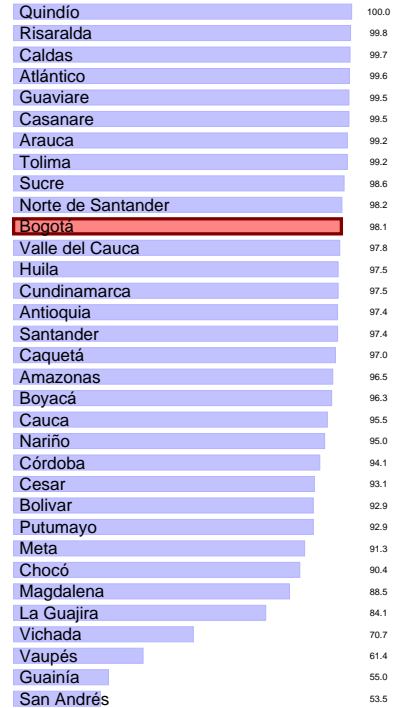 Quindío 100.0
Risaralda 99.8
Caldas 99.7
Atlántico 99.6
Guaviare 99.5
Casanare 99.5
Arauca 99.2
Tolima 99.2
Sucre 98.6
Norte de Santander 98.2
Bogotá 98.1
Valle del Cauca 97.8
Huila 97.5
Cundinamarca 97.5
Antioquia 97.4
Santander 97.4
Caquetá 97.0
Amazonas 96.5
Boyacá 96.3
Cauca 95.5
Nariño 95.0
Córdoba 94.1
Cesar 93.1
Bolivar 92.9
Putumayo 92.9
Meta 91.3
Chocó 90.4
Magdalena 88.5
La Guajira 84.1
Vichada 70.7
Vaupés 61.4
Guainía 55.0
San Andrés 53.5